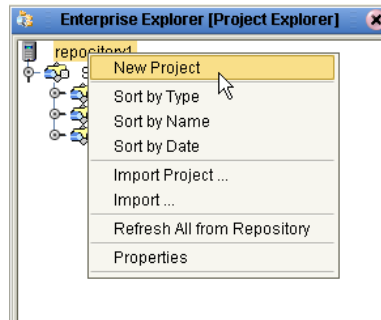 Enterprise Explorer [Project Explorer]
repository1
New Project
Sort by Type
Sort by Name
Sort by Date
Import Project ...
Import ...
Refresh All from Repository
Properties